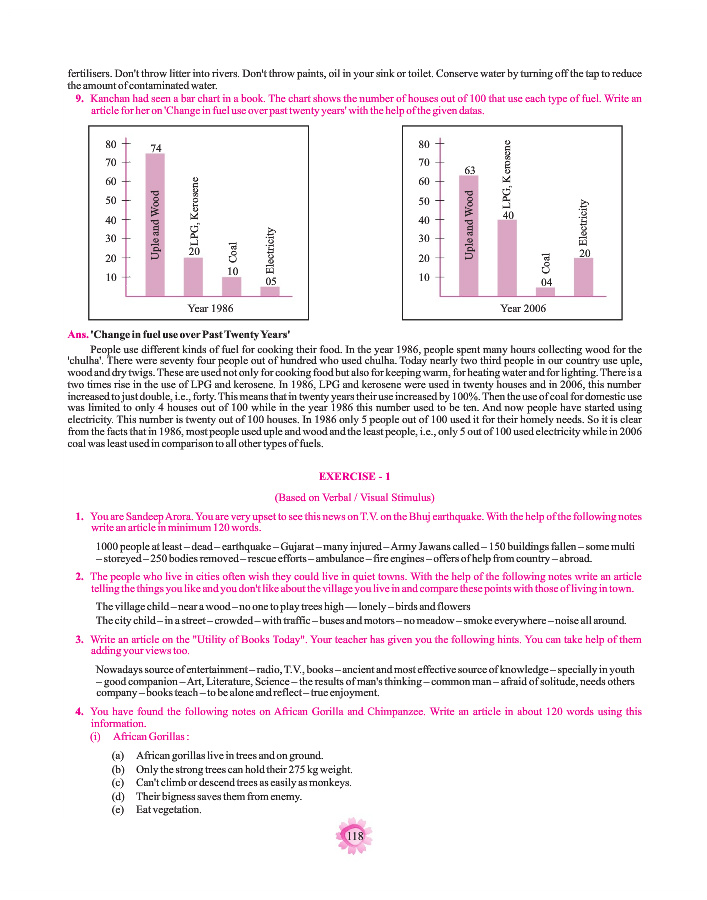 fertilisers. Don't throw litter into rivers. Don't throw paints, oil in your sink or toilet. Conserve water by turning off the tap to reduce
the amount of contaminated water.
9. Kanchan had seen a bar chart in a book. The chart shows the number of houses out of 100 that use each type of fuel. Write an
article for her on 'Change in fuel use over past twenty years' with the help of the given datas.
80
70
60
50
40
30
20
10
74
Uple and Wood
20
LPG, Kerosene
10
Coal
05
Electricity
Year 1986
80
70
60
50
40
30
20
10
63
Uple and Wood
40
LPG, Kerosene
04
Coal
20
Electricity
Year 2006
Ans. 'Change in fuel use over Past Twenty Years'
People use different kinds of fuel for cooking their food. In the year 1986, people spent many hours collecting wood for the
'chulha'. There were seventy four people out of hundred who used chulha. Today nearly two third people in our country use uple,
wood and dry twigs. These are used not only for cooking food but also for keeping warm, for heating water and for lighting. There is a
two times rise in the use of LPG and kerosene. In 1986, LPG and kerosene were used in twenty houses and in 2006, this number
increased to just double, i.e., forty. This means that in twenty years their use increased by 100%. Then the use of coal for domestic use
was limited to only 4 houses out of 100 while in the year 1986 this number used to be ten. And now people have started using
electricity. This number is twenty out of 100 houses. In 1986 only 5 people out of 100 used it for their homely needs. So it is clear
from the facts that in 1986, most people used uple and wood and the least people, i.e., only 5 out of 100 used electricity while in 2006
coal was least used in comparison to all other types of fuels.
EXERCISE - 1
(Based on Verbal / Visual Stimulus)
1. You are Sandeep Arora. You are very upset to see this news on T.V. on the Bhuj earthquake. With the help of the following notes
write an article in minimum 120 words.
1000 people at least – dead – earthquake – Gujarat – many injured – Army Jawans called – 150 buildings fallen – some multi
– storeyed – 250 bodies removed – rescue efforts – ambulance – fire engines – offers of help from country – abroad.
2. The people who live in cities often wish they could live in quiet towns. With the help of the following notes write an article
telling the things you like and you don't like about the village you live in and compare these points with those of living in town.
The village child – near a wood – no one to play trees high — lonely – birds and flowers
The city child – in a street – crowded – with traffic – buses and motors – no meadow – smoke everywhere – noise all around.
3. Write an article on the "Utility of Books Today". Your teacher has given you the following hints. You can take help of them
adding your views too.
Nowadays source of entertainment – radio, T.V., books – ancient and most effective source of knowledge – specially in youth
– good companion – Art, Literature, Science – the results of man's thinking – common man – afraid of solitude, needs others
company – books teach – to be alone and reflect – true enjoyment.
4. You have found the following notes on African Gorilla and Chimpanzee. Write an article in about 120 words using this
information.
(i) African Gorillas :
(a) African gorillas live in trees and on ground.
(b) Only the strong trees can hold their 275 kg weight.
(c) Can't climb or descend trees as easily as monkeys.
(d) Their bigness saves them from enemy.
(e) Eat vegetation.
118